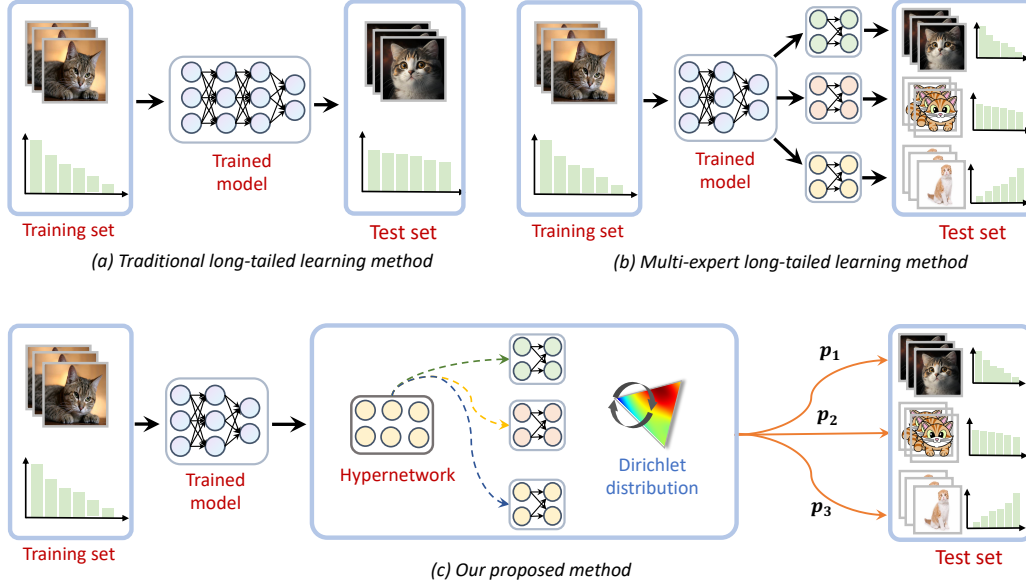 Trained
model
Training set
Test set
(a) Traditional long-tailed learning method
Trained
model
Training set
Test set
(b) Multi-expert long-tailed learning method
Trained
model
Training set
Hypernetwork
Dirichlet
distribution
p1
p2
p3
Test set
(c) Our proposed method